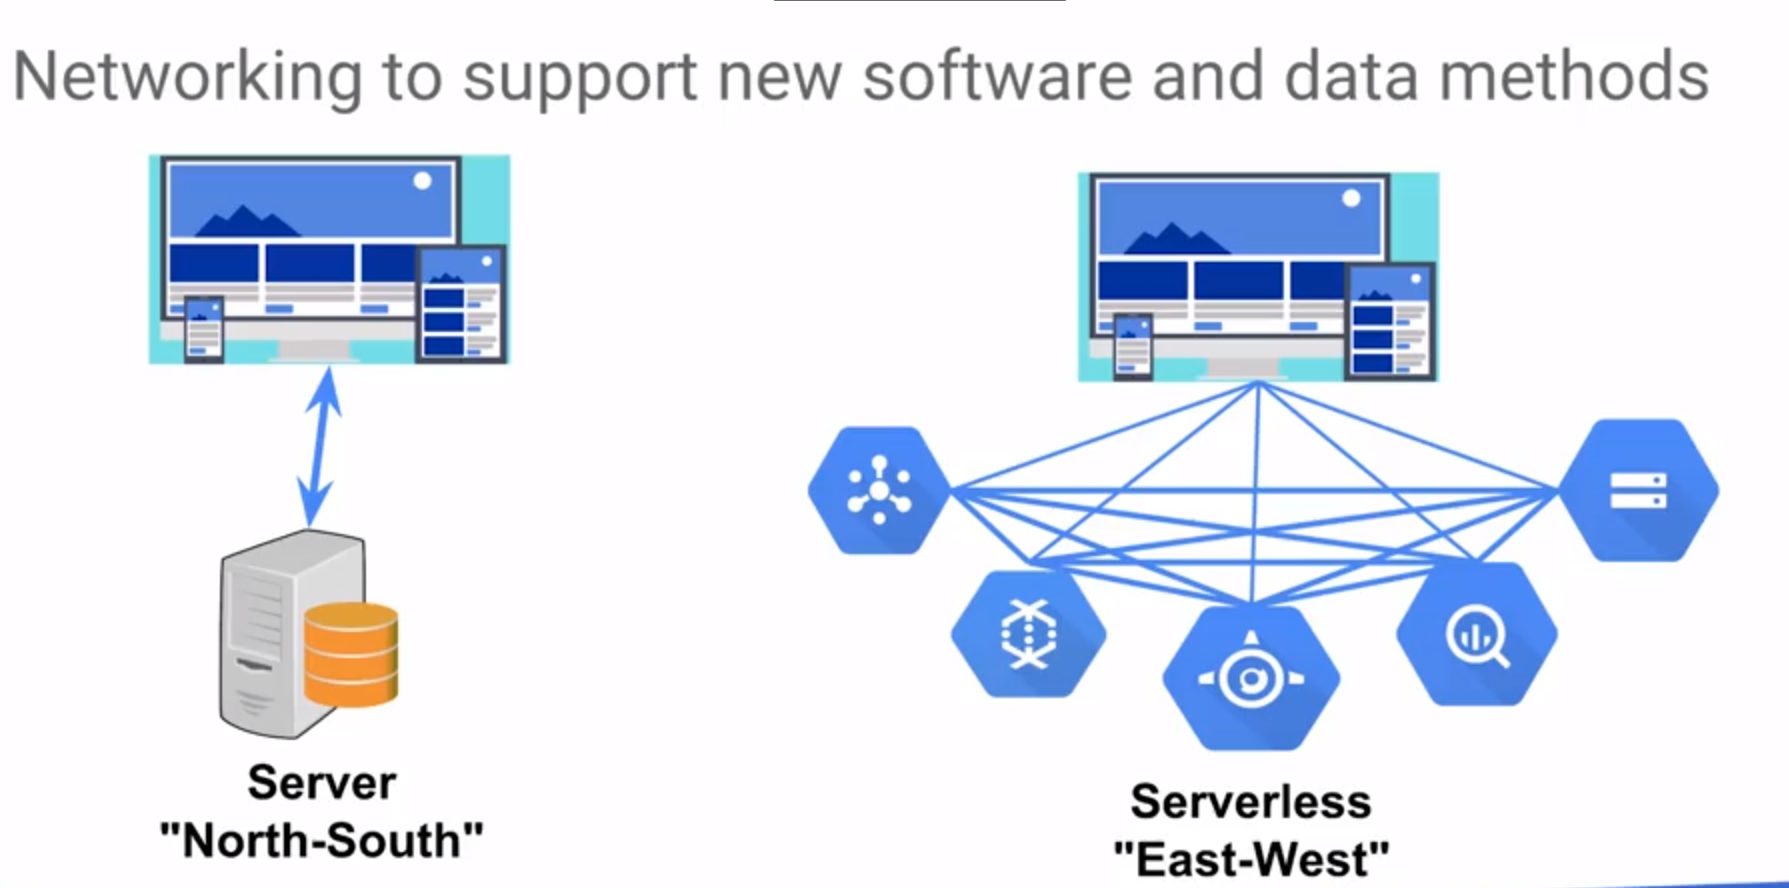 Networking to support new software and data methods
Server
"North-South"
Serverless
"East-West"